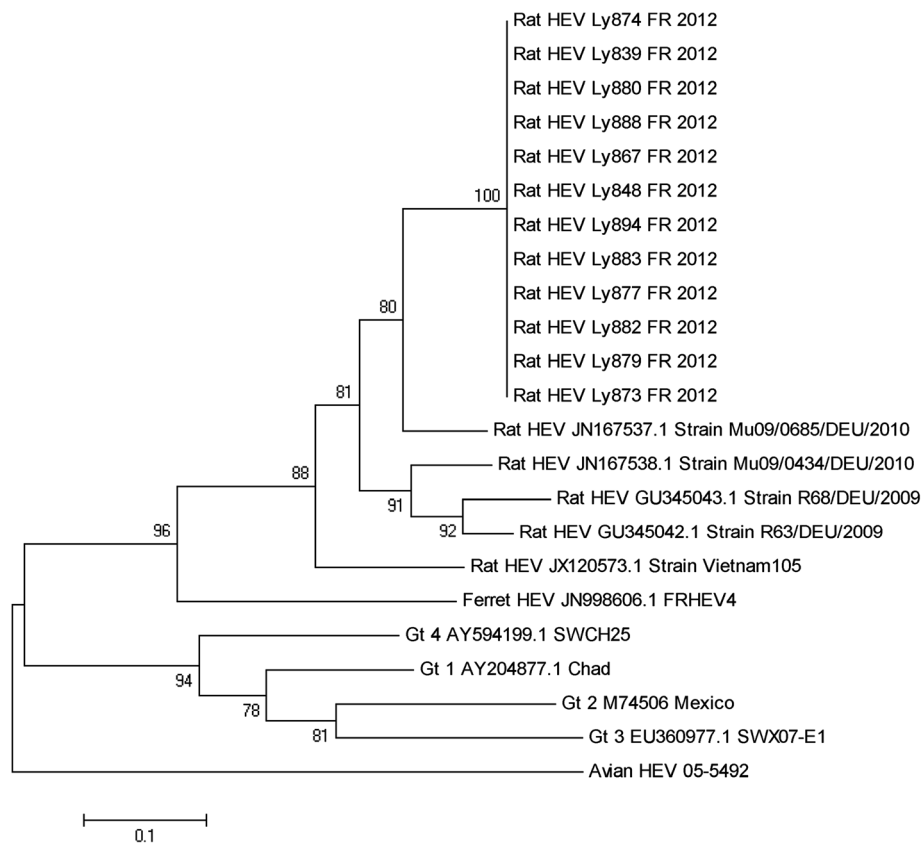 Rat HEV Ly874 FR 2012
Rat HEV Ly839 FR 2012
Rat HEV Ly880 FR 2012
Rat HEV Ly888 FR 2012
Rat HEV Ly867 FR 2012
Rat HEV Ly848 FR 2012
100
Rat HEV Ly894 FR 2012
Rat HEV Ly883 FR 2012
Rat HEV Ly877 FR 2012
80
Rat HEV Ly882 FR 2012
Rat HEV Ly879 FR 2012
81
Rat HEV Ly873 FR 2012
Rat HEV JN167537.1 Strain Mu09/0685/DEU/2010
88
Rat HEV JN167538.1 Strain Mu09/0434/DEU/2010
91
Rat HEV GU345043.1 Strain R68/DEU/2009
96
92
Rat HEV GU345042.1 Strain R63/DEU/2009
Rat HEV JX120573.1 Strain Vietnam105
Ferret HEV JN998606.1 FRHEV4
Gt 4 AY594199.1 SWCH25
94
Gt 1 AY204877.1 Chad
78
Gt 2 M74506 Mexico
81
Gt 3 EU360977.1 SWX07-E1
Avian HEV 05-5492
0.1